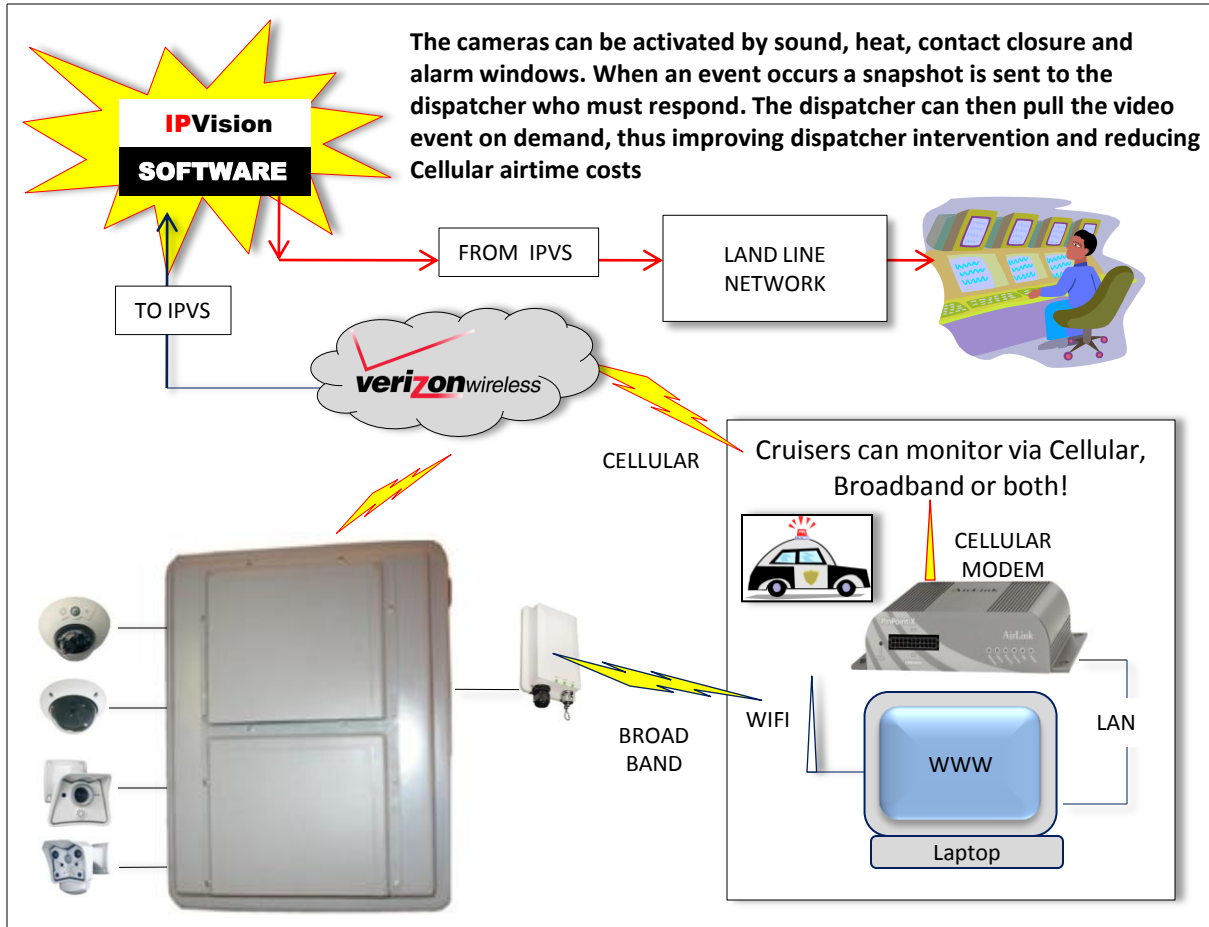 The cameras can be activated by sound, heat, contact closure and
alarm windows. When an event occurs a snapshot is sent to the
dispatcher who must respond. The dispatcher can then pull the video
event on demand, thus improving dispatcher intervention and reducing
Cellular airtime costs
IPVision
SOFTWARE
FROM IPVS
LAND LINE
NETWORK
TO IPVS
verizonwireless
CELLULAR
Cruisers can monitor via Cellular,
Broadband or both!
CELLULAR
MODEM
AirLink
PinPoint X
AirLink
BROAD
BAND
WIFI
LAN
WWW
Laptop